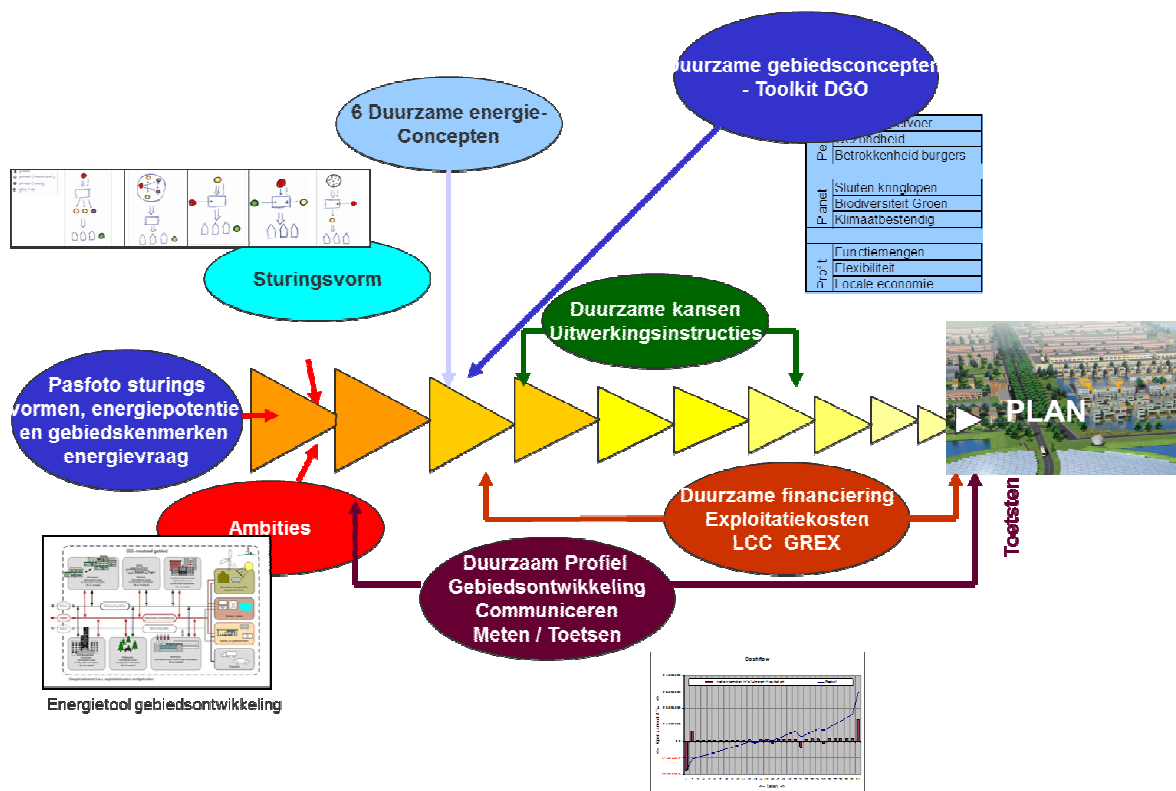 Duurzame gebiedsconcepten
- Toolkit DGO
6 Duurzame energie-
Concepten
Betrokkenheid burgers
Planet
Sluiten kringlopen
Biodiversiteit Groen
Klimaatbestendig
Profit
Functiemengen
Flexibiliteit
Locale economie
Sturingsvorm
Duurzame kansen
Uitwerkingsinstructies
Pasfoto sturings
vormen, energiepotentie
en gebiedskenmerken
energievraag
PLAN
Ambities
Duurzame financiering
Exploitatiekosten
LCC GREX
Toetsten
Duurzaam Profiel
Gebiedsontwikkeling
Communiceren
Meten / Toetsen
Energietool gebiedsontwikkeling
Cashflow